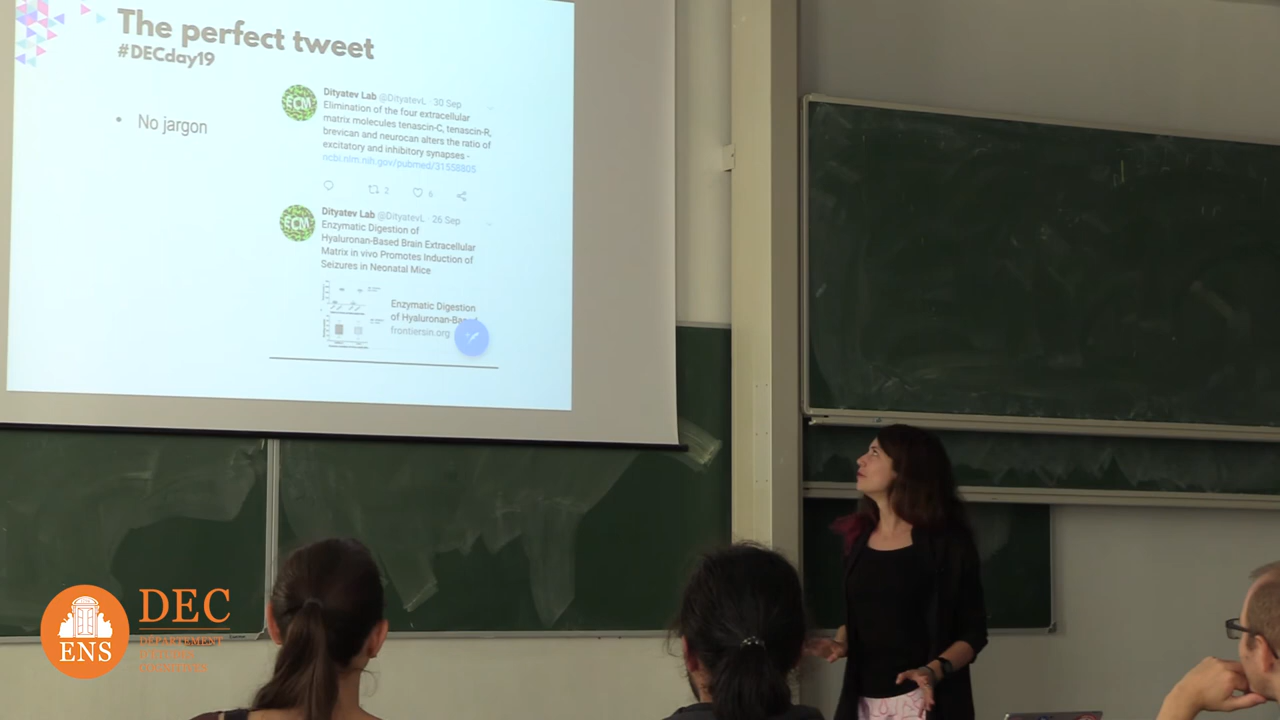 The perfect tweet
#DECday19
• No jargon
Dityatev Lab @DityatevL · 30 Sep
Elimination of the four extracellular
matrix molecules tenascin-C, tenascin-R,
brevican and neurocan alters the ratio of
excitatory and inhibitory synapses -
ncbi.nlm.nih.gov/pubmed/31558805
2
6
ECM
Dityatev Lab @DityatevL · 26 Sep
Enzymatic Digestion of
Hyaluronan-Based Brain Extracellular
Matrix in vivo Promotes Induction of
Seizures in Neonatal Mice
ECM
Enzymatic Digestion
of Hyaluronan-Based
frontiersin.org
ENS
DEC
DEPARTEMENT